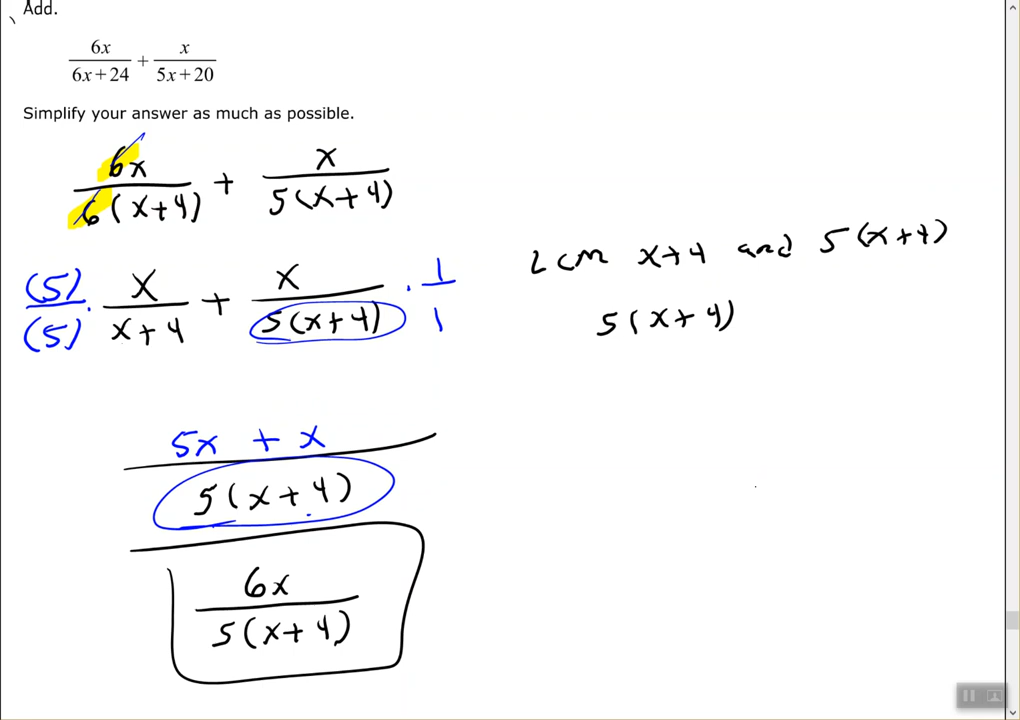 Add.
6x/(6x+24) + x/(5x+20)
Simplify your answer as much as possible.
6x/(6(x+4)) + x/(5(x+4))
LCM x+4 and 5(x+4)
(5)/(5) · x/(x+4) + x/(5(x+4)) · 1/1
5(x+4)
(5x + x)/(5(x+4))
6x/(5(x+4))